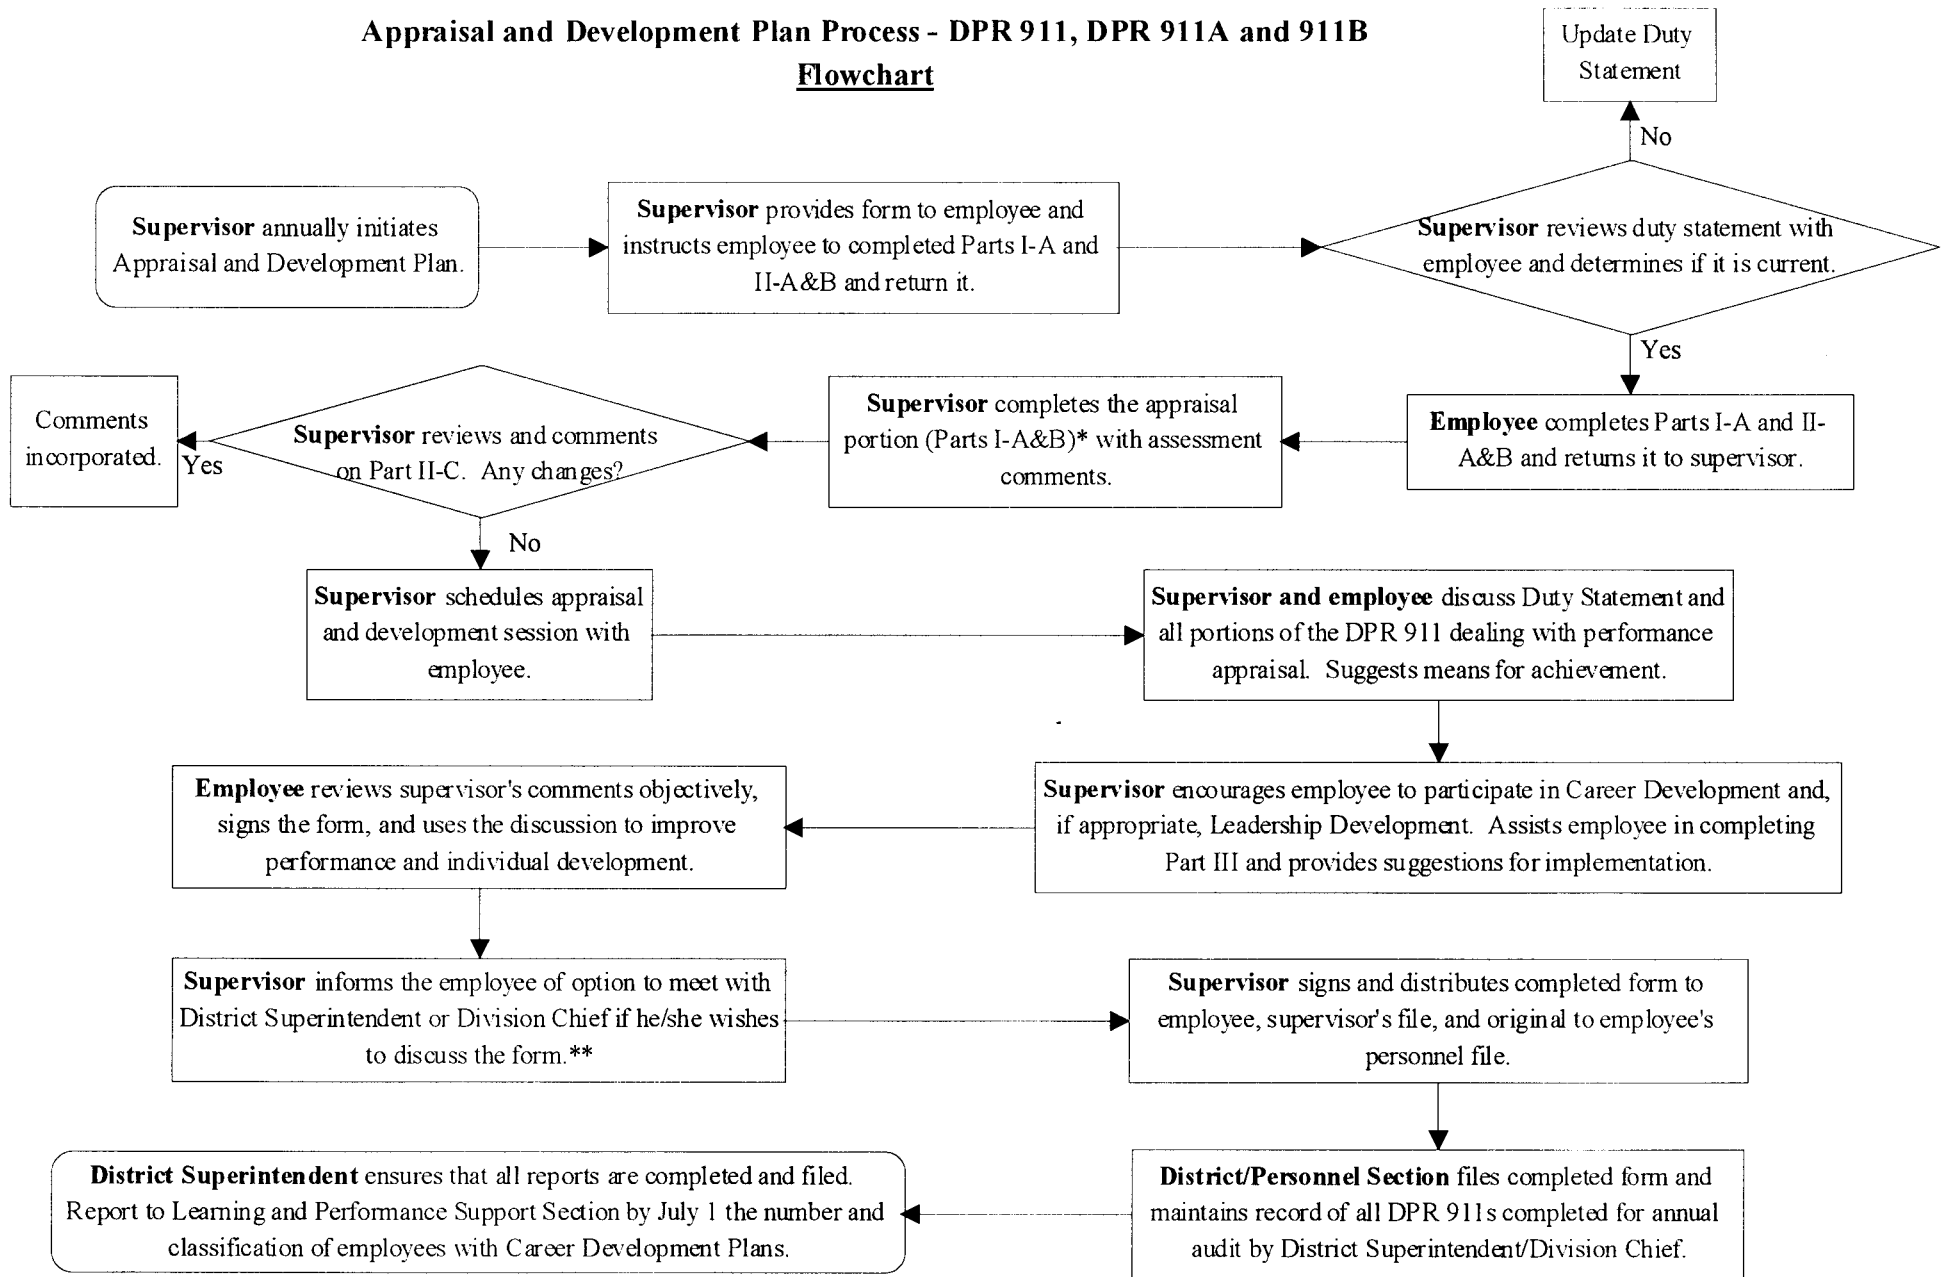 Appraisal and Development Plan Process - DPR 911, DPR 911A and 911B
Flowchart
Update Duty
Statement
No
Supervisor annually initiates
Appraisal and Development Plan.
Supervisor provides form to employee and
instructs employee to completed Parts I-A and
II-A&B and return it.
Supervisor reviews duty statement with
employee and determines if it is current.
Yes
Employee completes Parts I-A and II-
A&B and returns it to supervisor.
Supervisor completes the appraisal
portion (Parts I-A&B)* with assessment
comments.
Supervisor reviews and comments
on Part II-C. Any changes?
Yes
Comments
incorporated.
No
Supervisor schedules appraisal
and development session with
employee.
Supervisor and employee discuss Duty Statement and
all portions of the DPR 911 dealing with performance
appraisal. Suggests means for achievement.
Supervisor encourages employee to participate in Career Development and,
if appropriate, Leadership Development. Assists employee in completing
Part III and provides suggestions for implementation.
Employee reviews supervisor's comments objectively,
signs the form, and uses the discussion to improve
performance and individual development.
Supervisor informs the employee of option to meet with
District Superintendent or Division Chief if he/she wishes
to discuss the form.**
Supervisor signs and distributes completed form to
employee, supervisor's file, and original to employee's
personnel file.
District/Personnel Section files completed form and
maintains record of all DPR 911s completed for annual
audit by District Superintendent/Division Chief.
District Superintendent ensures that all reports are completed and filed.
Report to Learning and Performance Support Section by July 1 the number and
classification of employees with Career Development Plans.